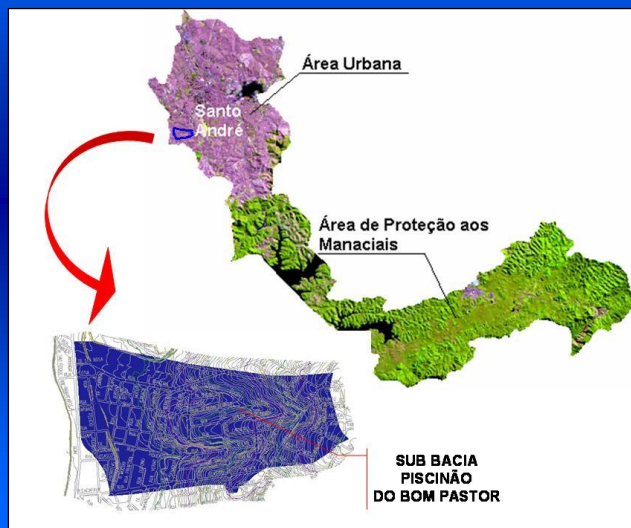 Área Urbana
Santo
André
Área de Proteção aos
Manaciais
SUB BACIA
PISCINÃO
DO BOM PASTOR